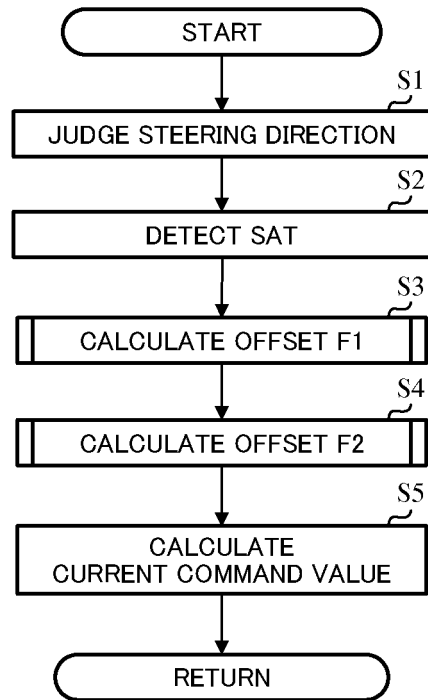 START
S1
JUDGE STEERING DIRECTION
S2
DETECT SAT
S3
CALCULATE OFFSET F1
S4
CALCULATE OFFSET F2
S5
CALCULATE
CURRENT COMMAND VALUE
RETURN